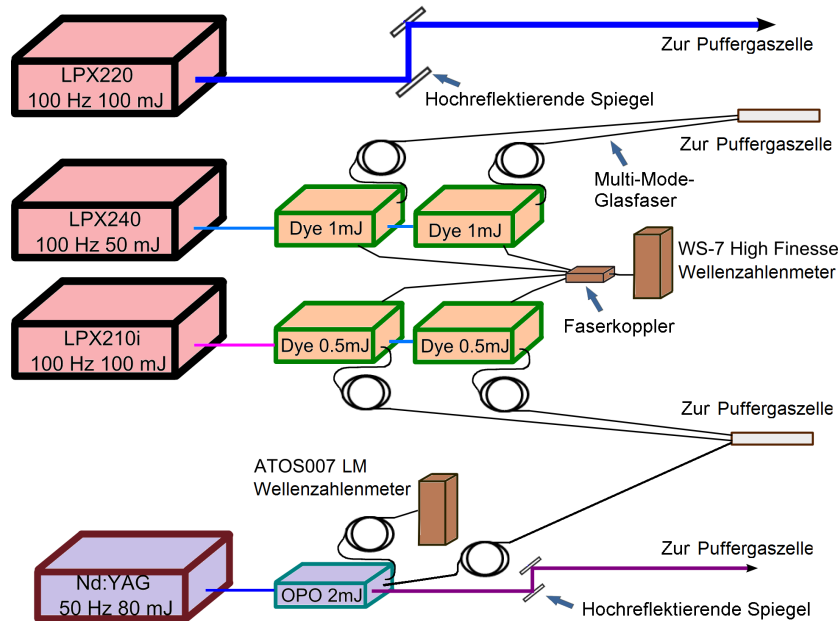 LPX220
100 Hz 100 mJ
Zur Puffergaszelle
Hochreflektierende Spiegel
Zur Puffergaszelle
Multi-Mode-
Glasfaser
LPX240
100 Hz 50 mJ
Dye 1mJ
Dye 1mJ
WS-7 High Finesse
Wellenzahlenmeter
Faserkoppler
LPX210i
100 Hz 100 mJ
Dye 0.5mJ
Dye 0.5mJ
Zur Puffergaszelle
ATOS007 LM
Wellenzahlenmeter
Nd:YAG
50 Hz 80 mJ
OPO 2mJ
Zur Puffergaszelle
Hochreflektierende Spiegel